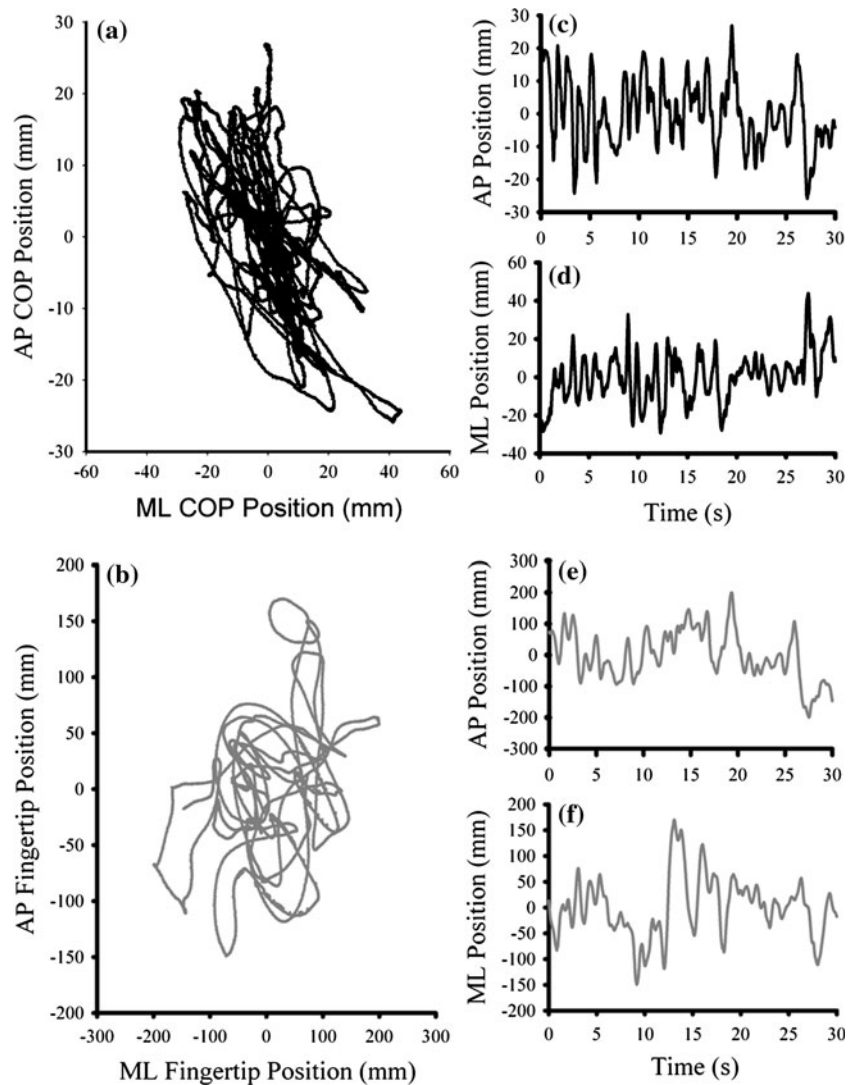 (a)
AP COP Position (mm)
30
20
10
0
-10
-20
-30
-60 -40 -20 0 20 40 60
ML COP Position (mm)
(c)
AP Position (mm)
30
20
10
0
-10
-20
-30
0 5 10 15 20 25 30
(d)
ML Position (mm)
60
40
20
0
-20
-40
0 5 10 15 20 25 30
Time (s)
(b)
AP Fingertip Position (mm)
200
150
100
50
0
-50
-100
-150
-200
-300 -200 -100 0 100 200 300
ML Fingertip Position (mm)
(e)
AP Position (mm)
300
200
100
0
-100
-200
300
0 5 10 15 20 25 30
(f)
ML Position (mm)
200
150
100
50
0
-50
-100
-150
-200
0 5 10 15 20 25 30
Time (s)